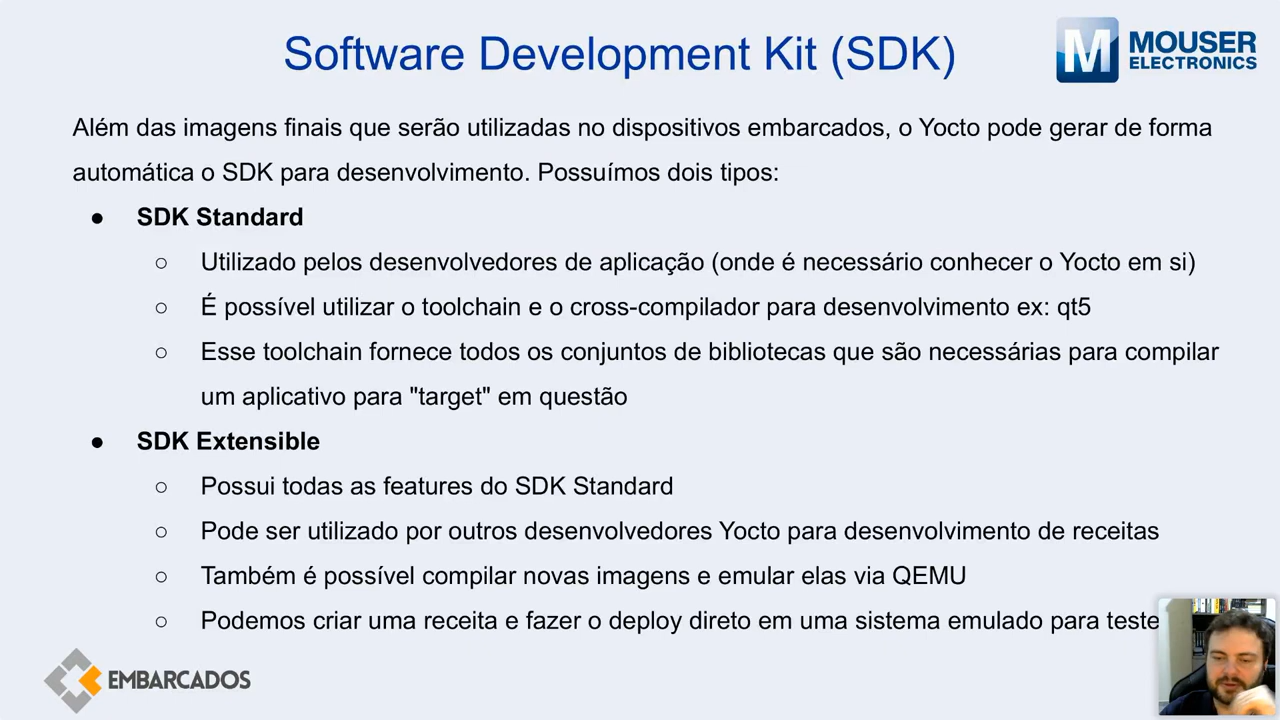 Software Development Kit (SDK)
M MOUSER
ELECTRONICS
Além das imagens finais que serão utilizadas no dispositivos embarcados, o Yocto pode gerar de forma
automática o SDK para desenvolvimento. Possuímos dois tipos:
● SDK Standard
○ Utilizado pelos desenvolvedores de aplicação (onde é necessário conhecer o Yocto em si)
○ É possível utilizar o toolchain e o cross-compilador para desenvolvimento ex: qt5
○ Esse toolchain fornece todos os conjuntos de bibliotecas que são necessárias para compilar
um aplicativo para "target" em questão
● SDK Extensible
○ Possui todas as features do SDK Standard
○ Pode ser utilizado por outros desenvolvedores Yocto para desenvolvimento de receitas
○ Também é possível compilar novas imagens e emular elas via QEMU
○ Podemos criar uma receita e fazer o deploy direto em uma sistema emulado para teste
EMBARCADOS